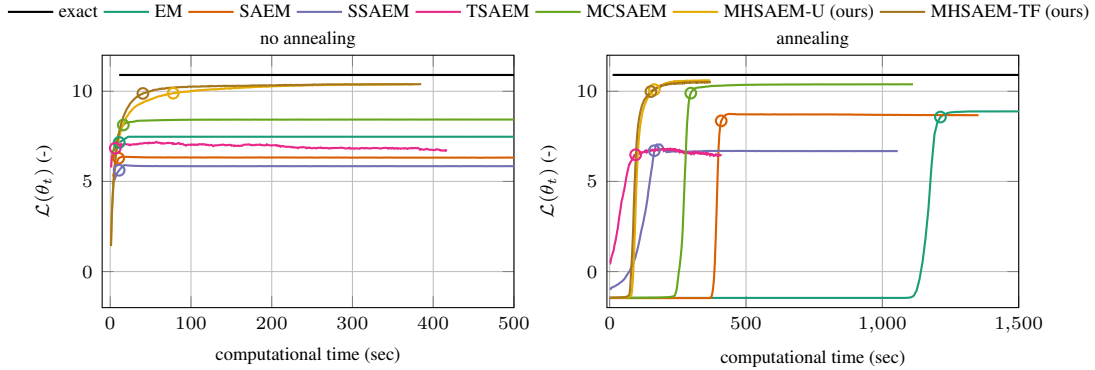 exact EM SAEM SSAEM TSAEM MCSAEM MHSAEM-U (ours) MHSAEM-TF (ours)
no annealing
10
5
0
0 100 200 300 400 500
ℒ(θₜ) (-)
computational time (sec)
annealing
10
5
0
0 500 1,000 1,500
ℒ(θₜ) (-)
computational time (sec)